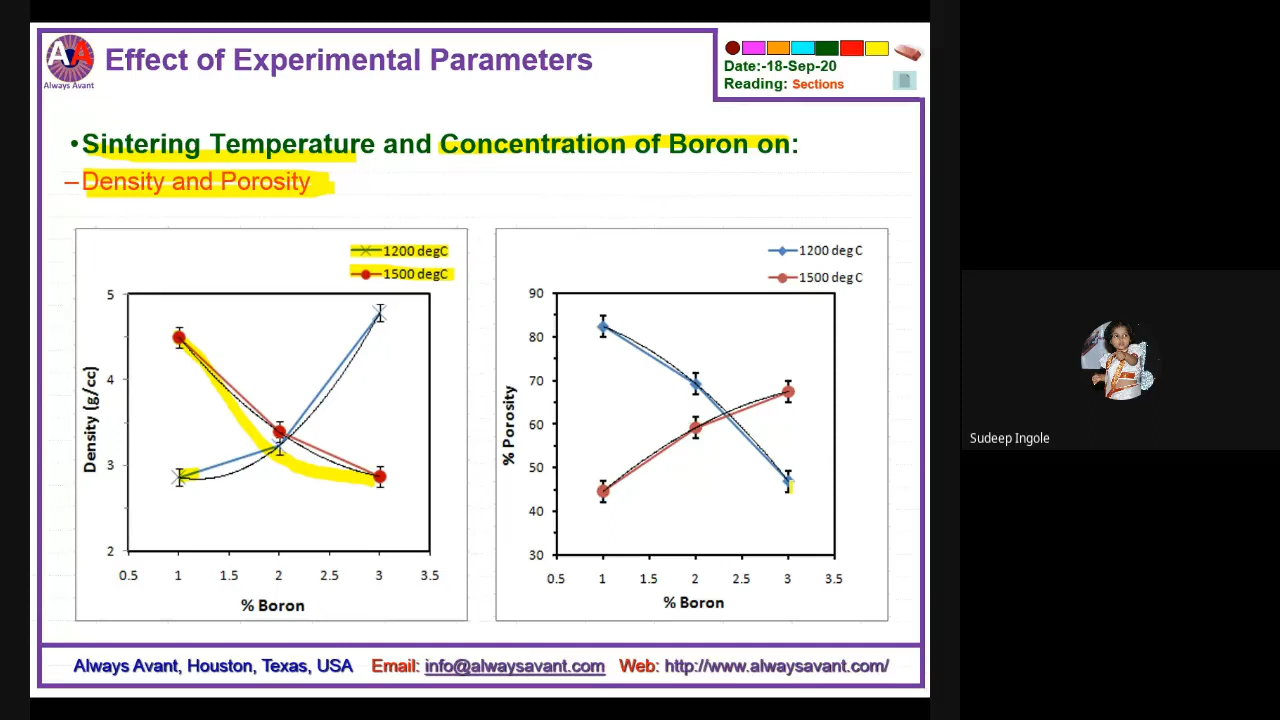 AVA
Always Avant
Effect of Experimental Parameters
Date:-18-Sep-20
Reading: Sections
•Sintering Temperature and Concentration of Boron on:
–Density and Porosity
1200 degC
1500 degC
5
4
3
2
Density (g/cc)
0.5 1 1.5 2 2.5 3 3.5
% Boron
1200 deg C
1500 deg C
90
80
70
60
50
40
30
% Porosity
0.5 1 1.5 2 2.5 3 3.5
% Boron
Always Avant, Houston, Texas, USA Email: info@alwaysavant.com Web: http://www.alwaysavant.com/
Sudeep Ingole